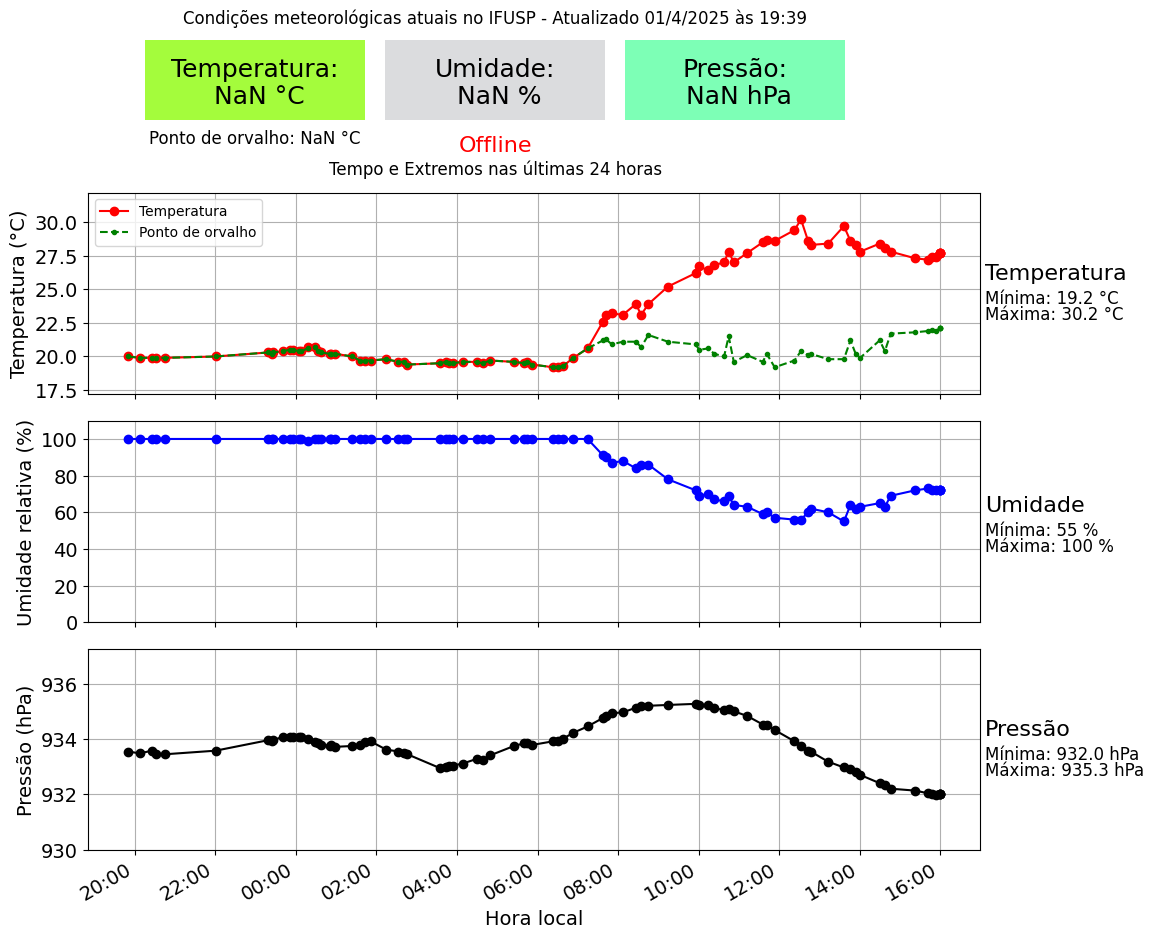 Condições meteorológicas atuais no IFUSP - Atualizado 01/4/2025 às 19:39
Temperatura:
NaN °C
Umidade:
NaN %
Pressão:
NaN hPa
Ponto de orvalho: NaN °C
Offline
Tempo e Extremos nas últimas 24 horas
Temperatura (°C)
30.0
27.5
25.0
22.5
20.0
17.5
Temperatura
Ponto de orvalho
Temperatura
Mínima: 19.2 °C
Máxima: 30.2 °C
Umidade relativa (%)
100
80
60
40
20
0
Umidade
Mínima: 55 %
Máxima: 100 %
Pressão (hPa)
936
934
932
930
Pressão
Mínima: 932.0 hPa
Máxima: 935.3 hPa
20:00 22:00 00:00 02:00 04:00 06:00 08:00 10:00 12:00 14:00 16:00
Hora local